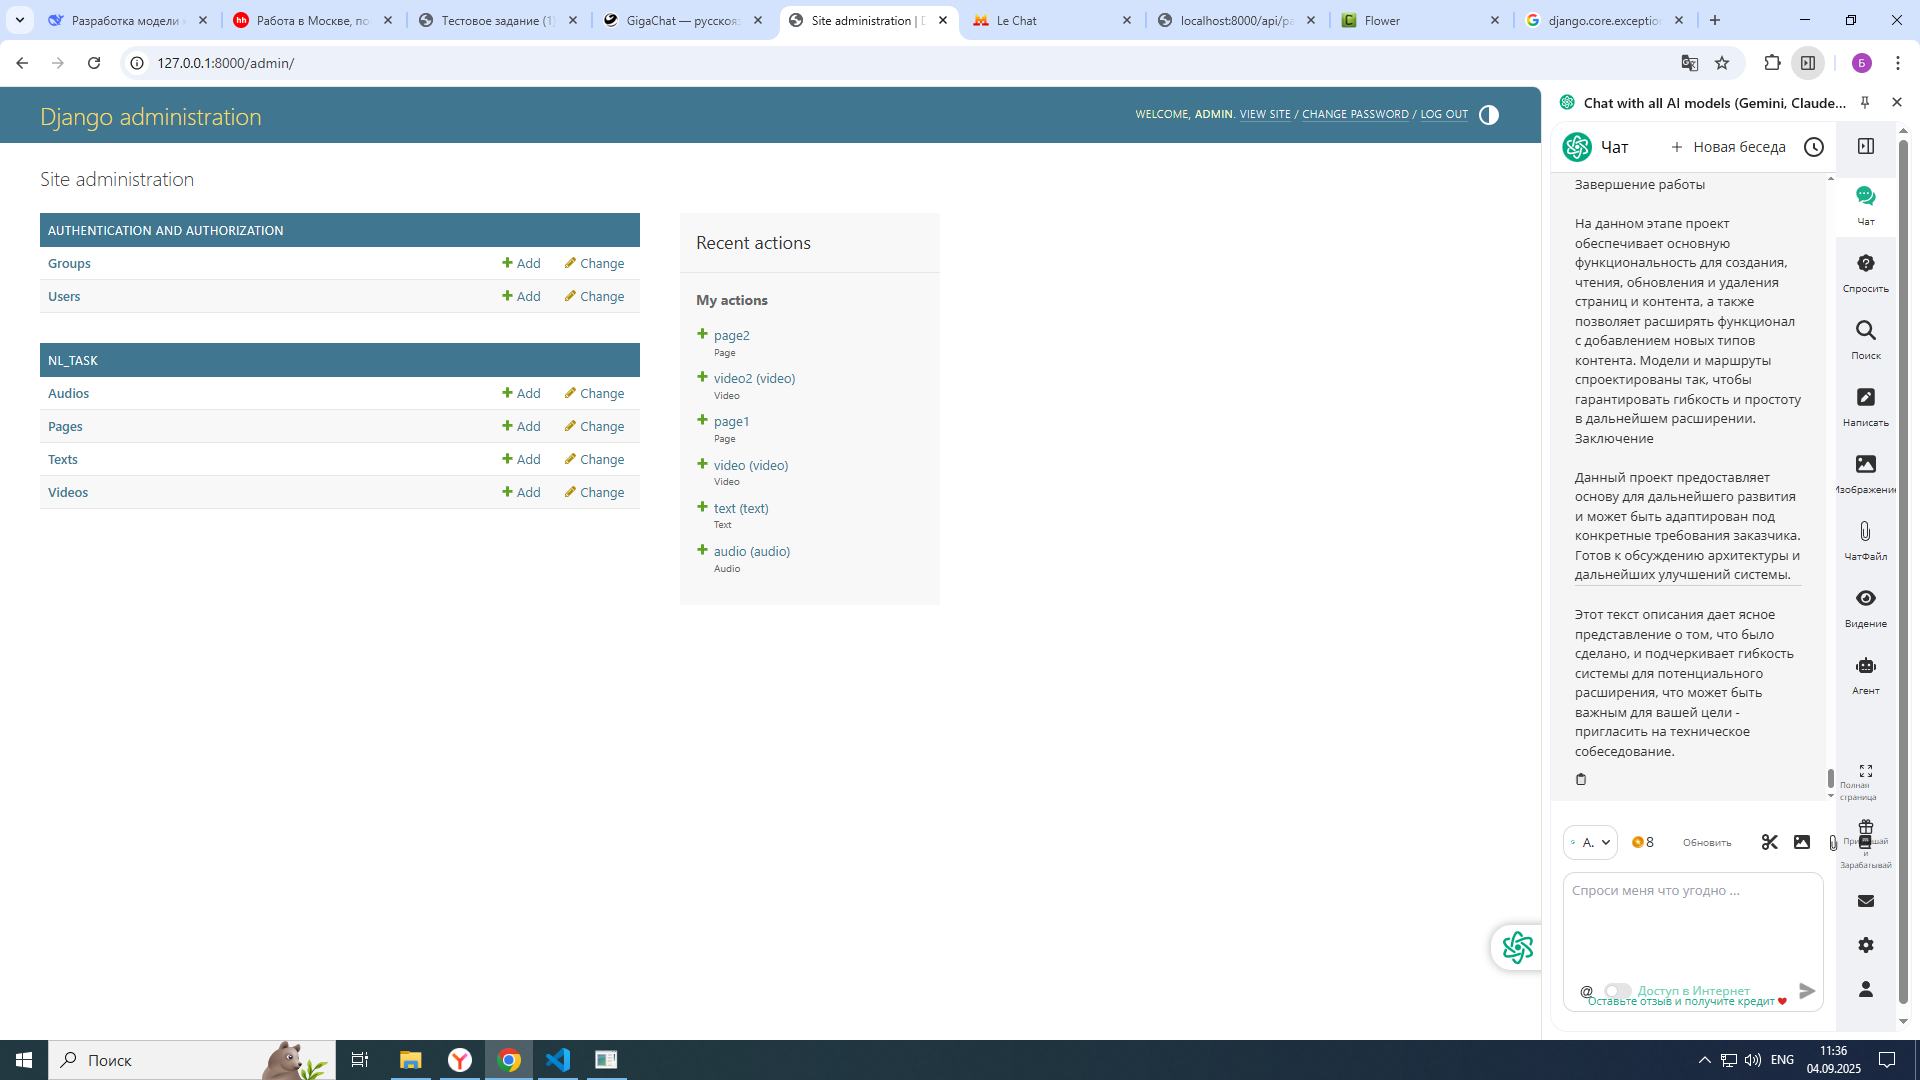 Разработка модели
Работа в Москве, по
Тестовое задание (1)
GigaChat — русскояз
Site administration | D
Le Chat
localhost:8000/api/pa
Flower
django.core.exception
127.0.0.1:8000/admin/
Б
Django administration
WELCOME, ADMIN. VIEW SITE / CHANGE PASSWORD / LOG OUT
Site administration
AUTHENTICATION AND AUTHORIZATION
Groups Add Change
Users Add Change
NL_TASK
Audios Add Change
Pages Add Change
Texts Add Change
Videos Add Change
Recent actions
My actions
page2
Page
video2 (video)
Video
page1
Page
video (video)
Video
text (text)
Text
audio (audio)
Audio
Chat with all AI models (Gemini, Claude...
Чат
+ Новая беседа
Завершение работы
На данном этапе проект
обеспечивает основную
функциональность для создания,
чтения, обновления и удаления
страниц и контента, а также
позволяет расширять функционал
с добавлением новых типов
контента. Модели и маршруты
спроектированы так, чтобы
гарантировать гибкость и простоту
в дальнейшем расширении.
Заключение
Данный проект предоставляет
основу для дальнейшего развития
и может быть адаптирован под
конкретные требования заказчика.
Готов к обсуждению архитектуры и
дальнейших улучшений системы.
Этот текст описания дает ясное
представление о том, что было
сделано, и подчеркивает гибкость
системы для потенциального
расширения, что может быть
важным для вашей цели -
пригласить на техническое
собеседование.
A.
8
Обновить
Спроси меня что угодно ...
@
Доступ в Интернет
Оставьте отзыв и получите кредит
Чат
Спросить
Поиск
Написать
Изображение
ЧатФайл
Видение
Агент
Полная
страница
и
Зарабатывай
Поиск
ENG
11:36
04.09.2025